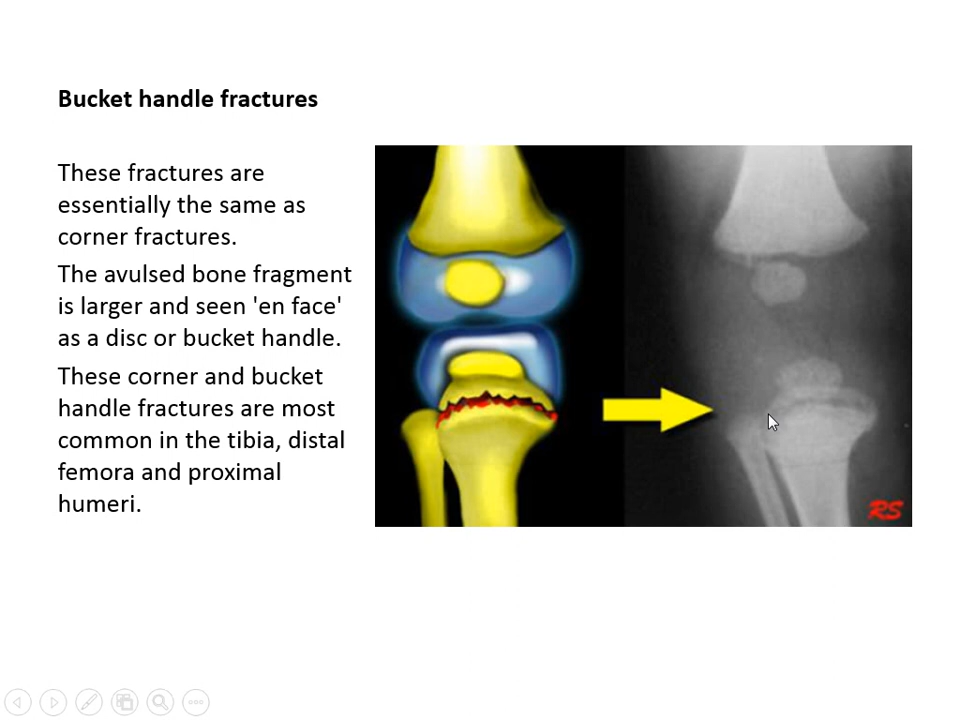 Bucket handle fractures
These fractures are
essentially the same as
corner fractures.
The avulsed bone fragment
is larger and seen 'en face'
as a disc or bucket handle.
These corner and bucket
handle fractures are most
common in the tibia, distal
femora and proximal
humeri.
RS